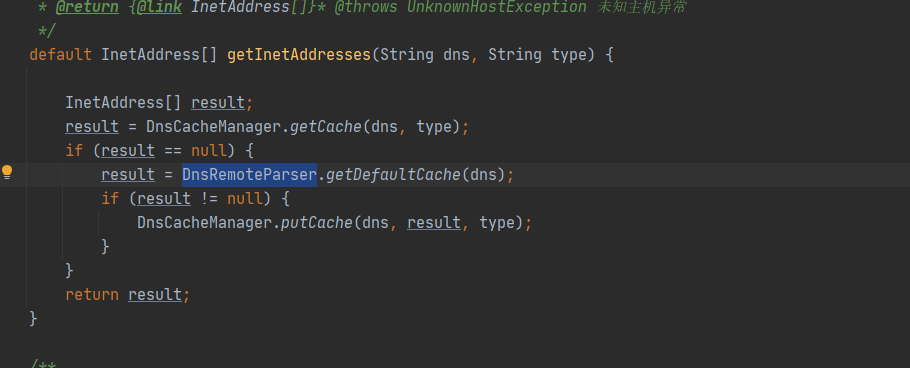 * @return {@link InetAddress[]}* @throws UnknownHostException 未知主机异常
*/
default InetAddress[] getInetAddresses(String dns, String type) {
InetAddress[] result;
result = DnsCacheManager.getCache(dns, type);
if (result == null) {
result = DnsRemoteParser.getDefaultCache(dns);
if (result != null) {
DnsCacheManager.putCache(dns, result, type);
}
}
return result;
}
/**